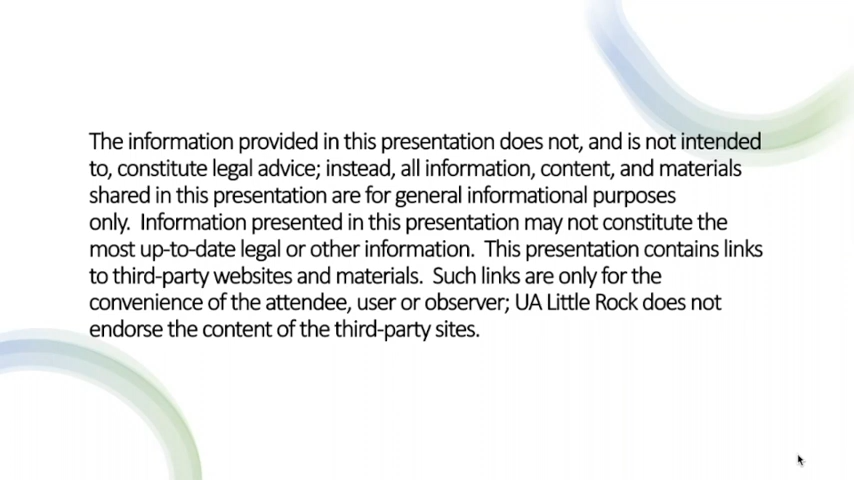 The information provided in this presentation does not, and is not intended
to, constitute legal advice; instead, all information, content, and materials
shared in this presentation are for general informational purposes
only.  Information presented in this presentation may not constitute the
most up-to-date legal or other information.  This presentation contains links
to third-party websites and materials.  Such links are only for the
convenience of the attendee, user or observer; UA Little Rock does not
endorse the content of the third-party sites.